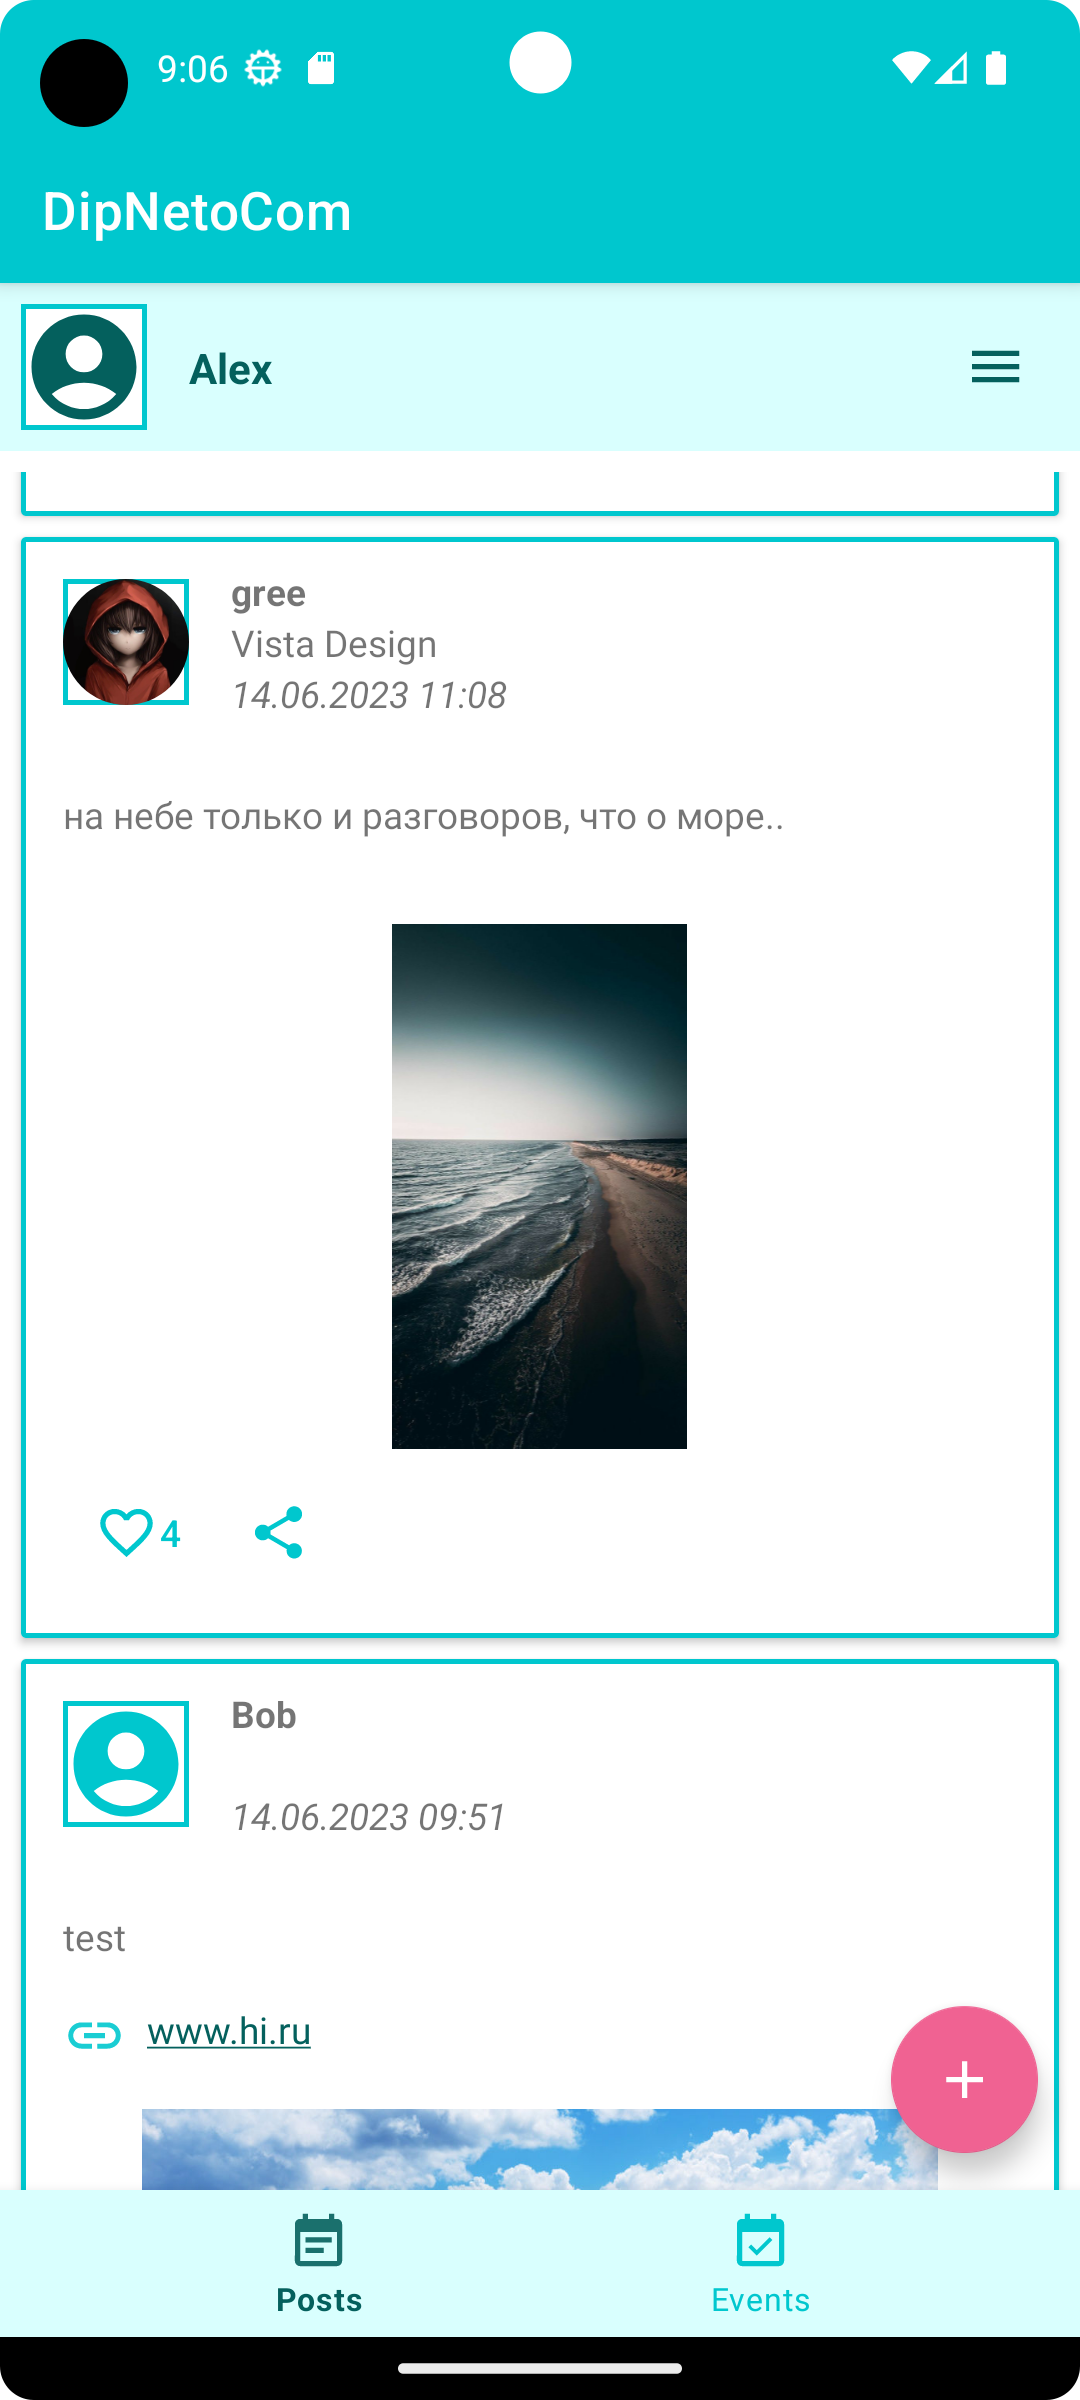 9:06
DipNetoCom
Alex
gree
Vista Design
14.06.2023 11:08
на небе только и разговоров, что о море..
4
Bob
14.06.2023 09:51
test
www.hi.ru
Posts
Events